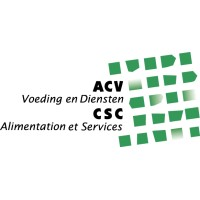 ACV
Voeding en Diensten
CSC
Alimentation et Services